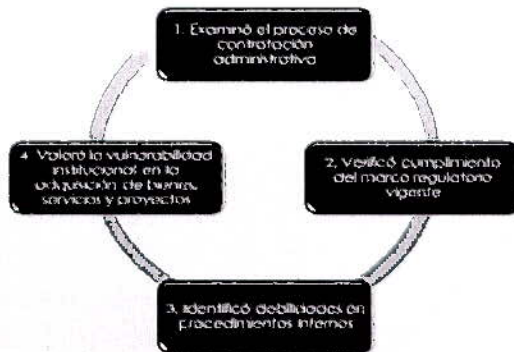 1. Examinó el proceso de
contratación
administrativa
2. Verificó cumplimiento
del marco regulatorio
vigente
3. Identificó debilidades en
procedimientos internos
4. Valoró la vulnerabilidad
institucional en la
adquisición de bienes,
servicios y proyectos